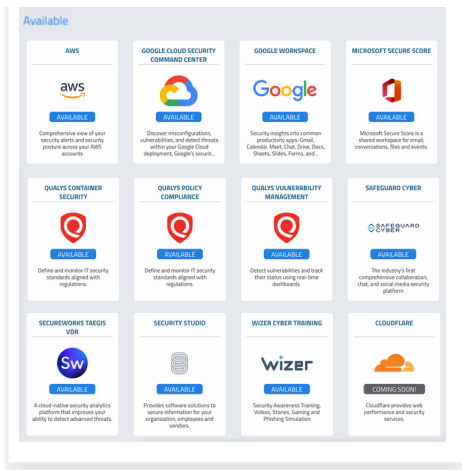 Available
AWS
aws
AVAILABLE
Comprehensive view of your
security alerts and security
posture across your AWS
accounts
GOOGLE CLOUD SECURITY
COMMAND CENTER
AVAILABLE
Discover misconfigurations,
vulnerabilities, and detect threats
within your Google Cloud
deployment, Google's securit...
GOOGLE WORKSPACE
Google
AVAILABLE
Security insights into common
productivity apps: Gmail,
Calendar, Meet, Chat, Drive, Docs,
Sheets, Slides, Forms, and...
MICROSOFT SECURE SCORE
AVAILABLE
Microsoft Secure Score is a
shared workspace for email,
conversations, files and events.
QUALYS CONTAINER
SECURITY
AVAILABLE
Define and monitor IT security
standards aligned with
regulations.
QUALYS POLICY
COMPLIANCE
AVAILABLE
Define and monitor IT security
standards aligned with
regulations.
QUALYS VULNERABILITY
MANAGEMENT
AVAILABLE
Detect vulnerabilities and track
their status using real-time
dashboards.
SAFEGUARD CYBER
SAFEGUARD
CYBER
AVAILABLE
The industry's first
comprehensive collaboration,
chat, and social media security
platform
SECUREWORKS TAEGIS
VDR
Sw
AVAILABLE
A cloud-native security analytics
platform that improves your
ability to detect advanced threats.
SECURITY STUDIO
AVAILABLE
Provides software solutions to
secure information for your
organization, employees and
vendors.
WIZER CYBER TRAINING
wizer
AVAILABLE
Security Awareness Training,
Videos, Stories, Gaming and
Phishing Simulation
CLOUDFLARE
COMING SOON!
Cloudflare provides web
performance and security
services.